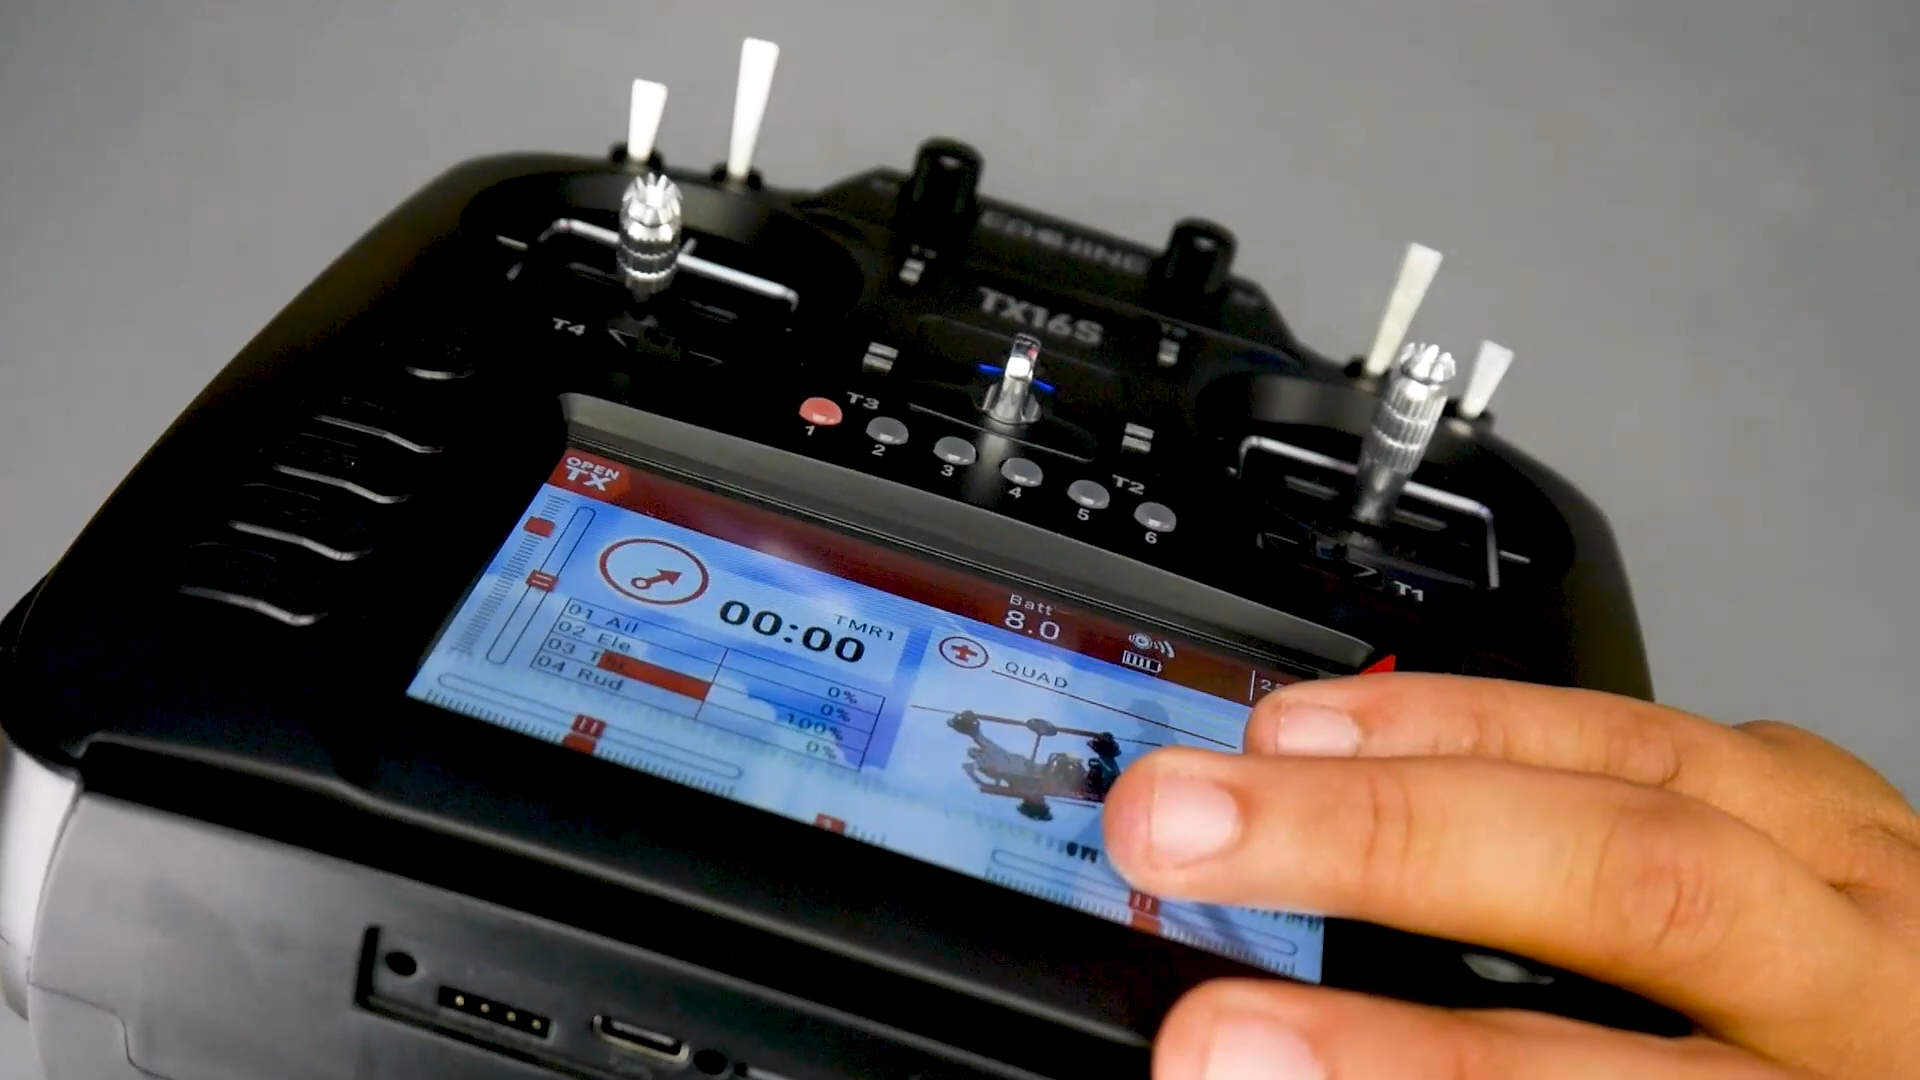 TX16S
T4
T3
1
2
3
4
5
6
T2
T1
OPEN
TX
00:00
TMR1
01 Ail 0%
02 Ele 0%
03 100%
04 Rud 0%
Batt
8.0
QUAD